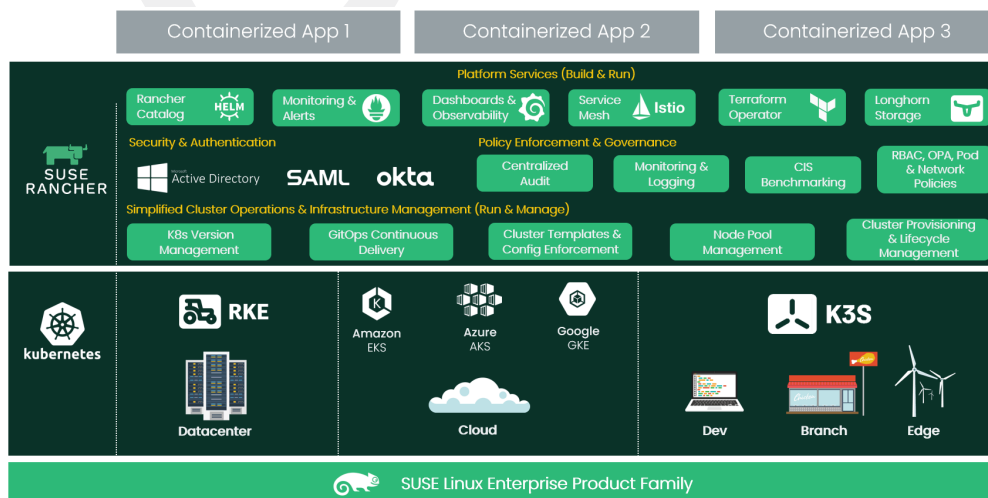 Containerized App 1
Containerized App 2
Containerized App 3
Platform Services (Build & Run)
Rancher
Catalog
HELM
Monitoring &
Alerts
Dashboards &
Observability
Service
Mesh
Istio
Terraform
Operator
Longhorn
Storage
SUSE
RANCHER
Security & Authentication
Microsoft
Active Directory
SAML
okta
Policy Enforcement & Governance
Centralized
Audit
Monitoring &
Logging
CIS
Benchmarking
RBAC, OPA, Pod
& Network
Policies
Simplified Cluster Operations & Infrastructure Management (Run & Manage)
K8s Version
Management
GitOps Continuous
Delivery
Cluster Templates &
Config Enforcement
Node Pool
Management
Cluster Provisioning
& Lifecycle
Management
kubernetes
RKE
Datacenter
K
Amazon
EKS
Azure
AKS
Google
GKE
Cloud
K3S
Dev
Branch
Edge
SUSE Linux Enterprise Product Family